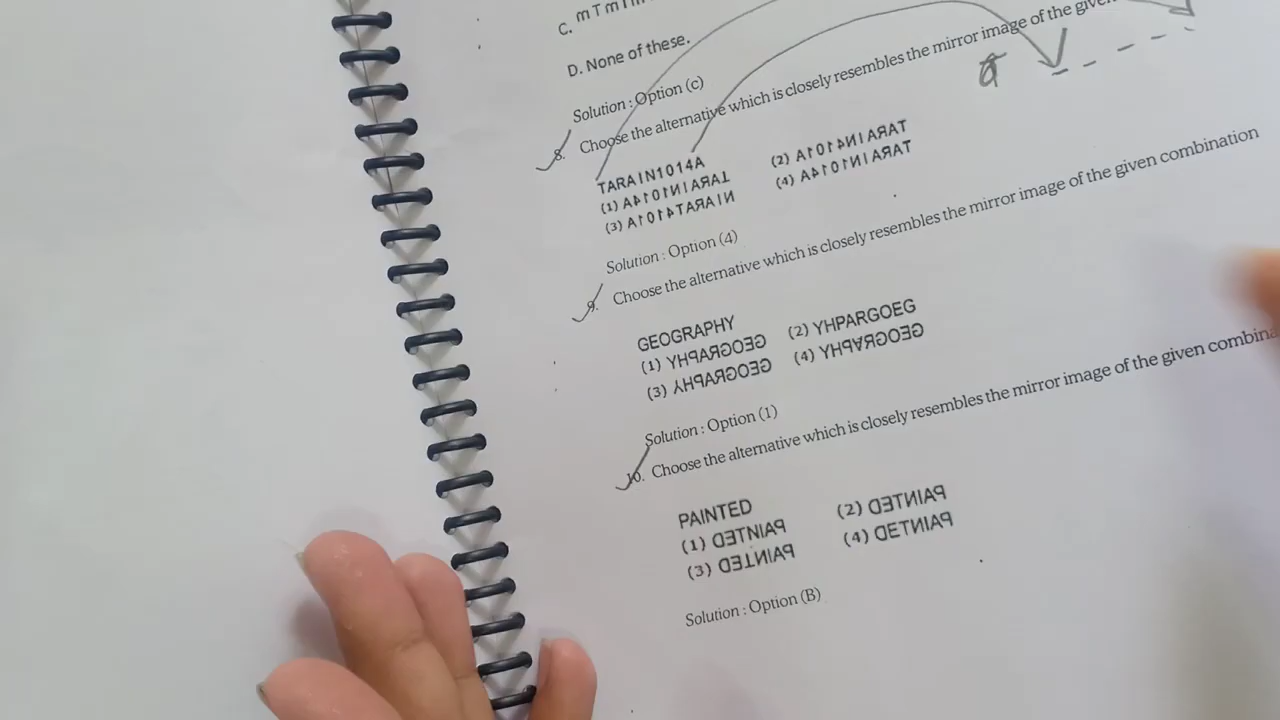 C. m T m
D. None of these.
Solution : Option (c)
8. Choose the alternative which is closely resembles the mirror image of the given
TARAIN1014A
(1) A4101NIARAT (2) A1014NIARAT
(3) A1014TARAIN (4) A4101NIARAT
Solution : Option (4)
9. Choose the alternative which is closely resembles the mirror image of the given combination
GEOGRAPHY
(1) YHPARGOEG (2) YHPARGOEG
(3) YHPARGOEG (4) YHPARGOEG
Solution : Option (1)
10. Choose the alternative which is closely resembles the mirror image of the given
PAINTED
(1) DETNIAP (2) DETNIAP
(3) DETNIAP (4) DETNIAP
Solution : Option (B)